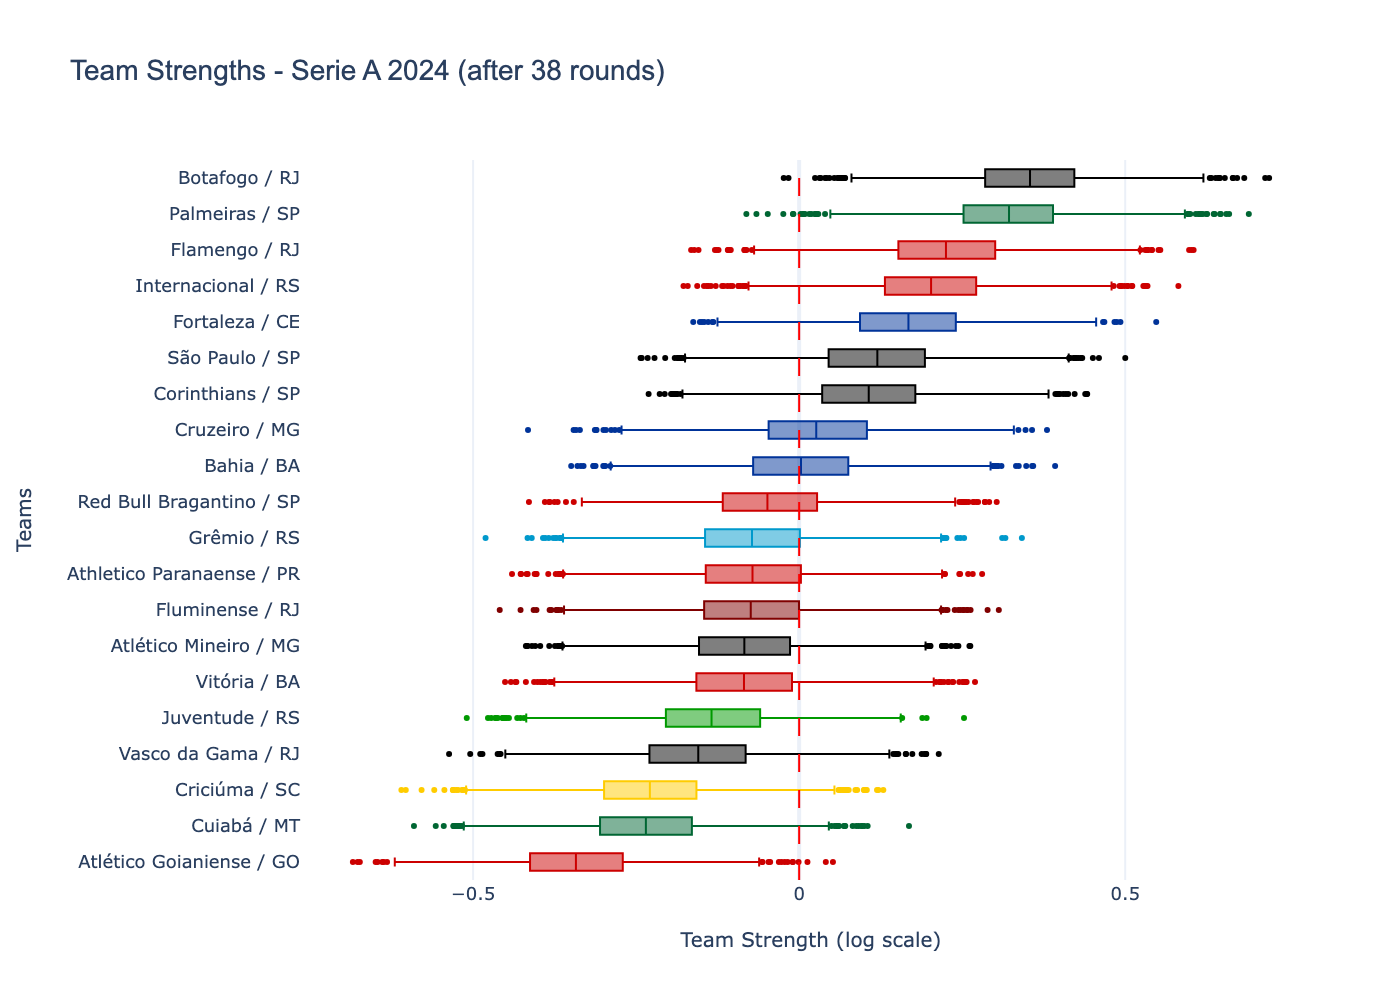 Team Strengths - Serie A 2024 (after 38 rounds)
Botafogo / RJ
Palmeiras / SP
Flamengo / RJ
Internacional / RS
Fortaleza / CE
São Paulo / SP
Corinthians / SP
Cruzeiro / MG
Bahia / BA
Red Bull Bragantino / SP
Grêmio / RS
Athletico Paranaense / PR
Fluminense / RJ
Atlético Mineiro / MG
Vitória / BA
Juventude / RS
Vasco da Gama / RJ
Criciúma / SC
Cuiabá / MT
Atlético Goianiense / GO
Teams
−0.5
0
0.5
Team Strength (log scale)